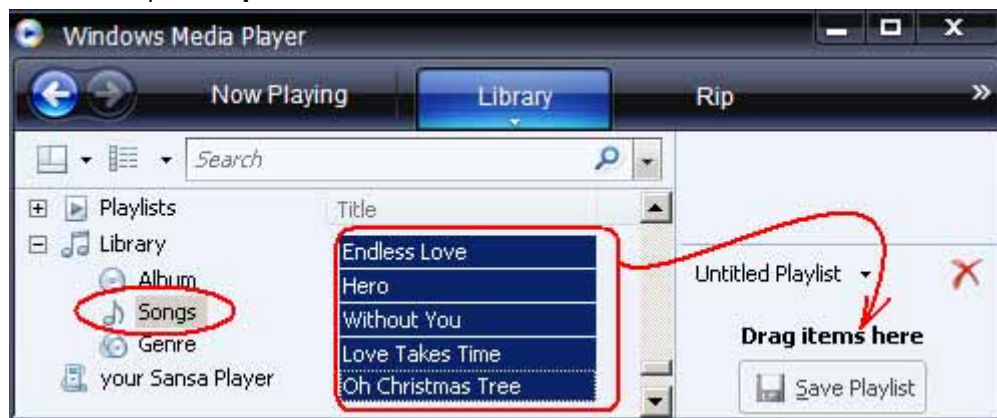 Windows Media Player
Now Playing
Library
Rip
»
Search
Playlists
Library
Album
Songs
Genre
your Sansa Player
Title
Endless Love
Hero
Without You
Love Takes Time
Oh Christmas Tree
Untitled Playlist
Drag items here
Save Playlist